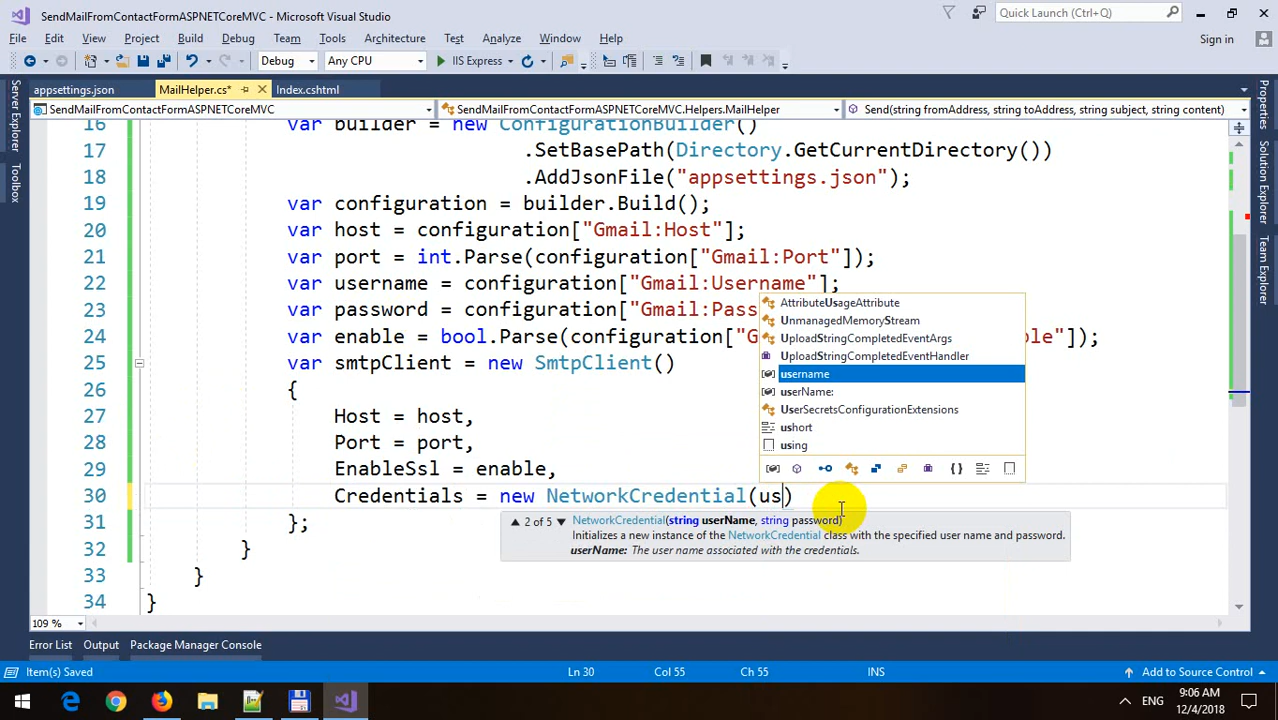 SendMailFromContactFormASPNETCoreMVC - Microsoft Visual Studio
Quick Launch (Ctrl+Q)
File Edit View Project Build Debug Team Tools Architecture Test Analyze Window Help
Sign in
Debug Any CPU IIS Express
appsettings.json MailHelper.cs* Index.cshtml
SendMailFromContactFormASPNETCoreMVC SendMailFromContactFormASPNETCoreMVC.Helpers.MailHelper Send(string fromAddress, string toAddress, string subject, string content)
Server Explorer
Toolbox
Properties
Solution Explorer
Team Explorer
16 var builder = new ConfigurationBuilder()
17 .SetBasePath(Directory.GetCurrentDirectory())
18 .AddJsonFile("appsettings.json");
19 var configuration = builder.Build();
20 var host = configuration["Gmail:Host"];
21 var port = int.Parse(configuration["Gmail:Port"]);
22 var username = configuration["Gmail:Username"];
23 var password = configuration["Gmail:Pass
24 var enable = bool.Parse(configuration["G le"]);
25 var smtpClient = new SmtpClient()
26 {
27 Host = host,
28 Port = port,
29 EnableSsl = enable,
30 Credentials = new NetworkCredential(us)
31 };
32 }
33 }
34 }
AttributeUsageAttribute
UnmanagedMemoryStream
UploadStringCompletedEventArgs
UploadStringCompletedEventHandler
username
userName:
UserSecretsConfigurationExtensions
ushort
using
▲ 2 of 5 ▼ NetworkCredential(string userName, string password)
Initializes a new instance of the NetworkCredential class with the specified user name and password.
userName: The user name associated with the credentials.
109 %
Error List Output Package Manager Console
Item(s) Saved Ln 30 Col 55 Ch 55 INS Add to Source Control
ENG 9:06 AM
12/4/2018